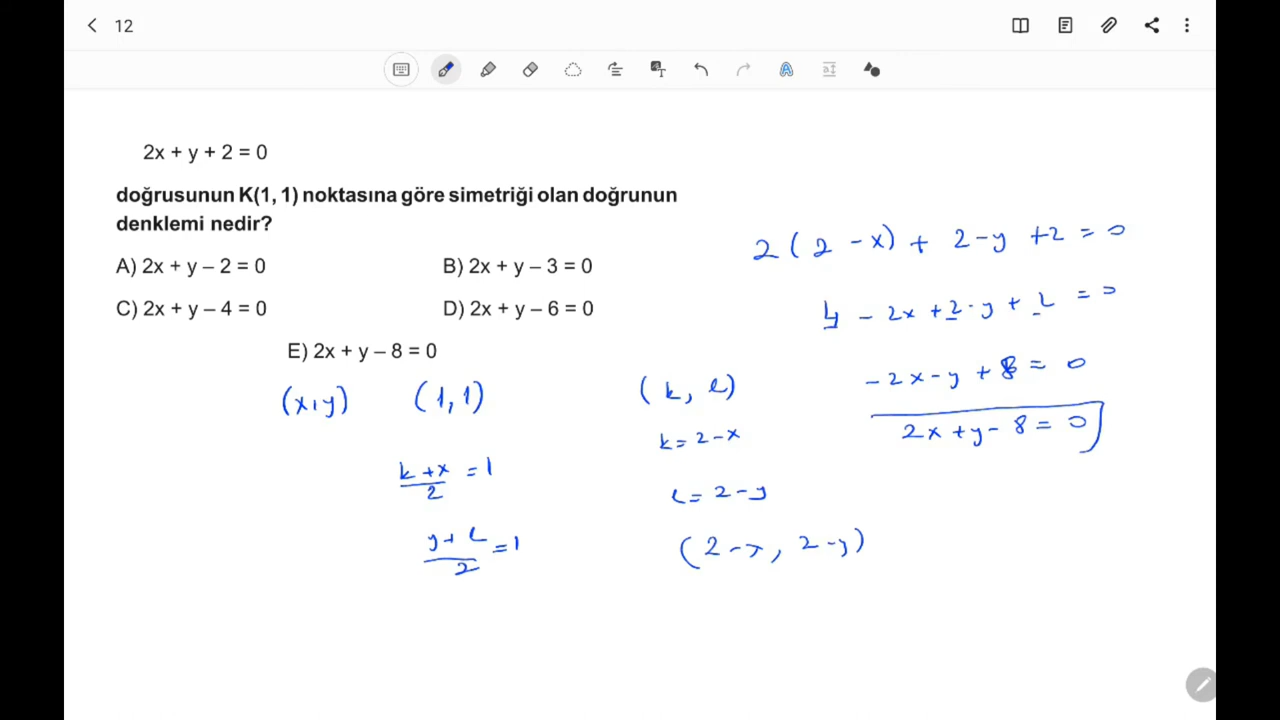 12
2x + y + 2 = 0
doğrusunun K(1, 1) noktasına göre simetriği olan doğrunun
denklemi nedir?
A) 2x + y – 2 = 0 B) 2x + y – 3 = 0
C) 2x + y – 4 = 0 D) 2x + y – 6 = 0
E) 2x + y – 8 = 0
(x,y) (1,1) (k, l)
k = 2 - x
k + x / 2 = 1
l = 2 - y
y + l / 2 = 1
(2 - x, 2 - y)
2 ( 2 - x) + 2 - y + 2 = 0
4 - 2x + 2 - y + 2 = 0
- 2x - y + 8 = 0
2x + y - 8 = 0